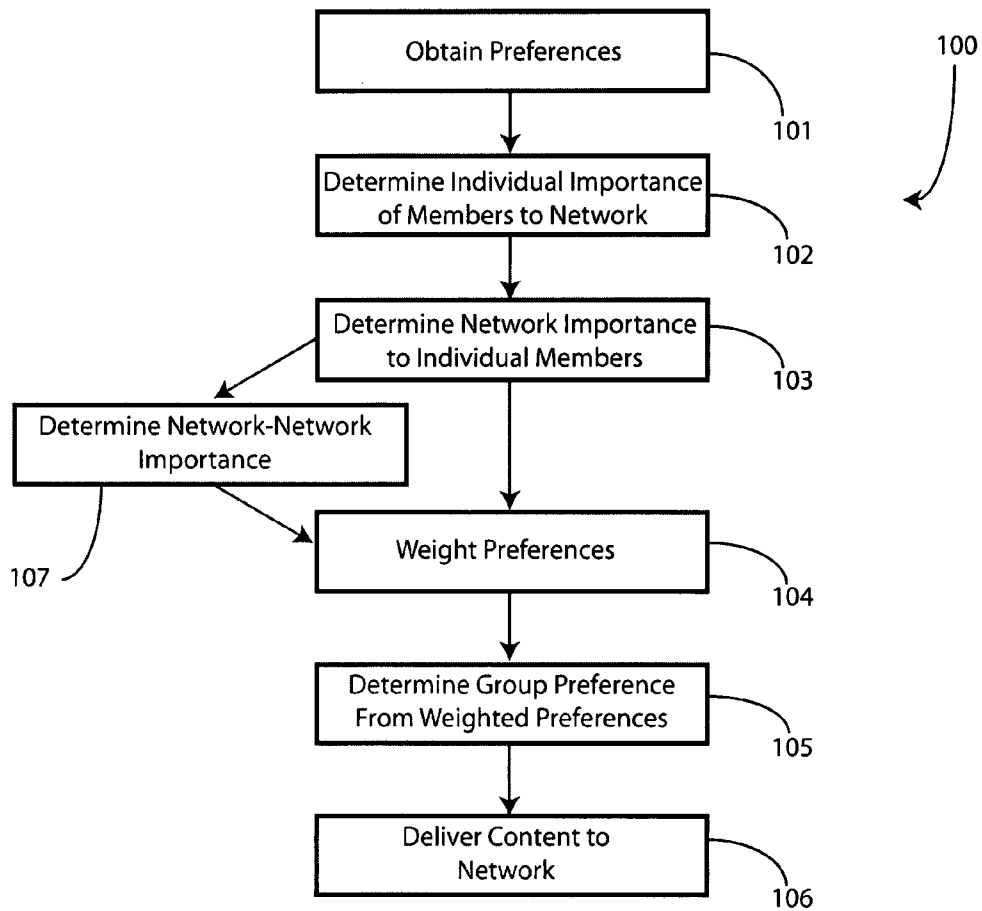 Obtain Preferences
100
101
Determine Individual Importance
of Members to Network
102
Determine Network Importance
to Individual Members
103
Determine Network-Network
Importance
107
Weight Preferences
104
Determine Group Preference
From Weighted Preferences
105
Deliver Content to
Network
106